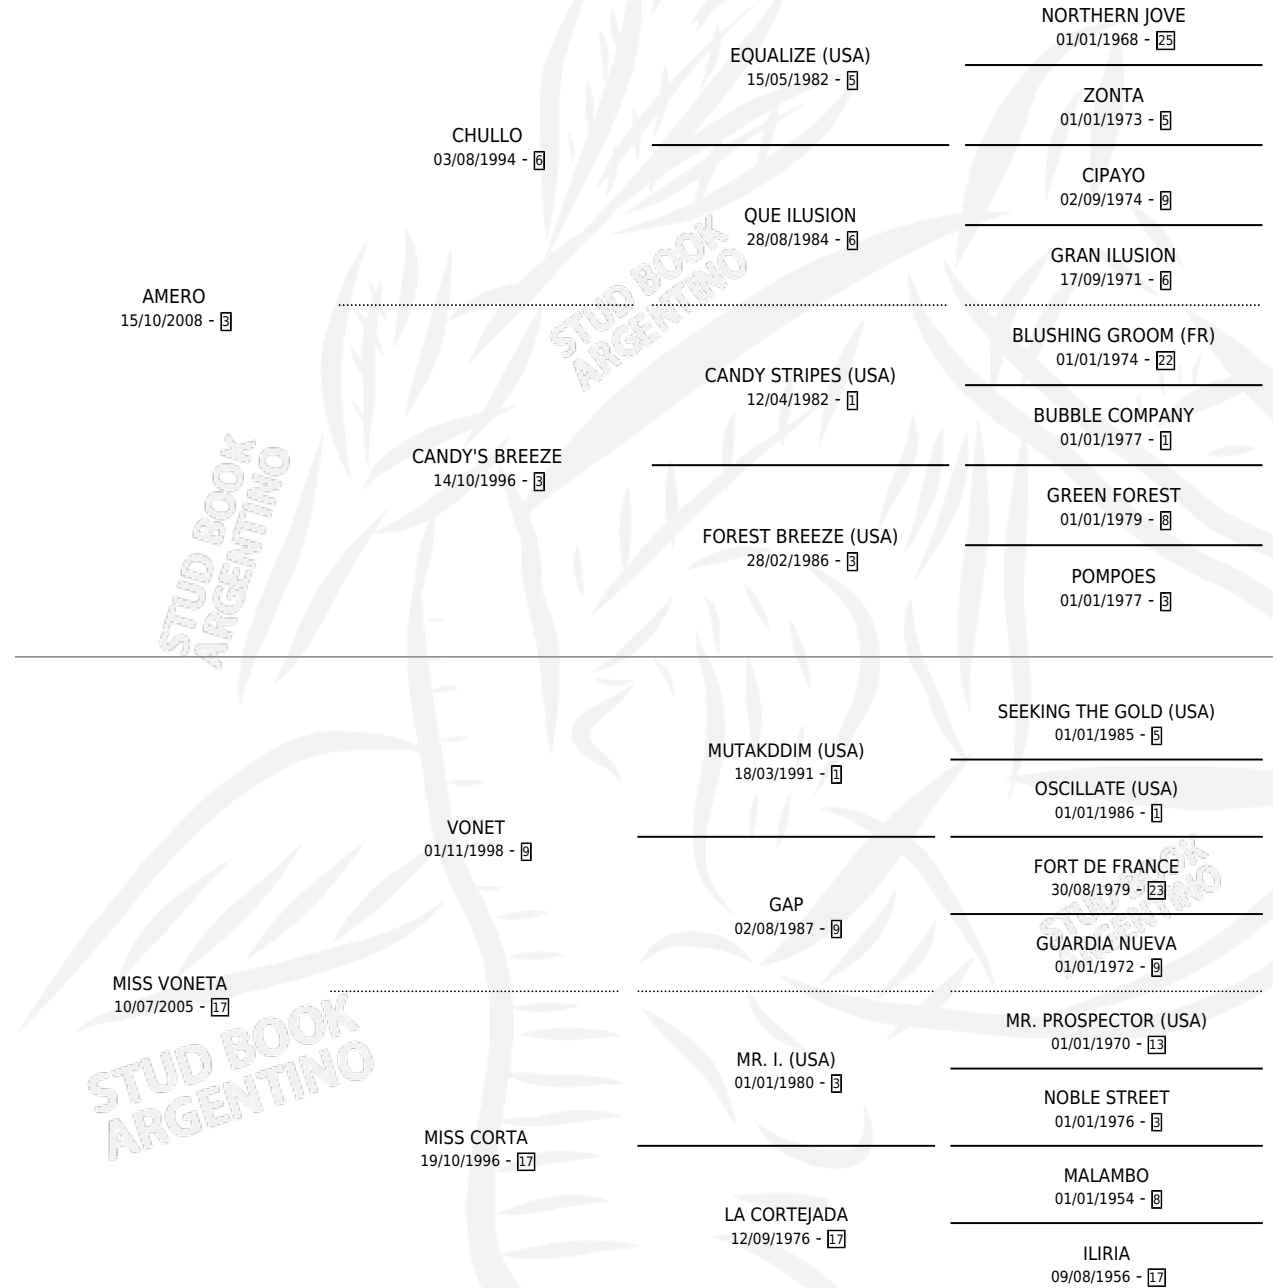 NORTHERN JOVE
01/01/1968 - 25
EQUALIZE (USA)
15/05/1982 - 5
ZONTA
01/01/1973 - 5
CHULLO
03/08/1994 - 6
CIPAYO
02/09/1974 - 9
QUE ILUSION
28/08/1984 - 6
GRAN ILUSION
17/09/1971 - 6
AMERO
15/10/2008 - 3
BLUSHING GROOM (FR)
01/01/1974 - 22
CANDY STRIPES (USA)
12/04/1982 - 1
BUBBLE COMPANY
01/01/1977 - 1
CANDY'S BREEZE
14/10/1996 - 3
GREEN FOREST
01/01/1979 - 8
FOREST BREEZE (USA)
28/02/1986 - 3
POMPOES
01/01/1977 - 3
STUD BOOK
ARGENTINO
STUD BOOK
ARGENTINO
SEEKING THE GOLD (USA)
01/01/1985 - 5
MUTAKDDIM (USA)
18/03/1991 - 1
OSCILLATE (USA)
01/01/1986 - 1
VONET
01/11/1998 - 9
FORT DE FRANCE
30/08/1979 - 23
GAP
02/08/1987 - 9
GUARDIA NUEVA
01/01/1972 - 9
MISS VONETA
10/07/2005 - 17
MR. PROSPECTOR (USA)
01/01/1970 - 13
MR. I. (USA)
01/01/1980 - 3
NOBLE STREET
01/01/1976 - 3
MISS CORTA
19/10/1996 - 17
MALAMBO
01/01/1954 - 8
LA CORTEJADA
12/09/1976 - 17
ILIRIA
09/08/1956 - 17
STUD BOOK
ARGENTINO
STUD BOOK
ARGENTINO